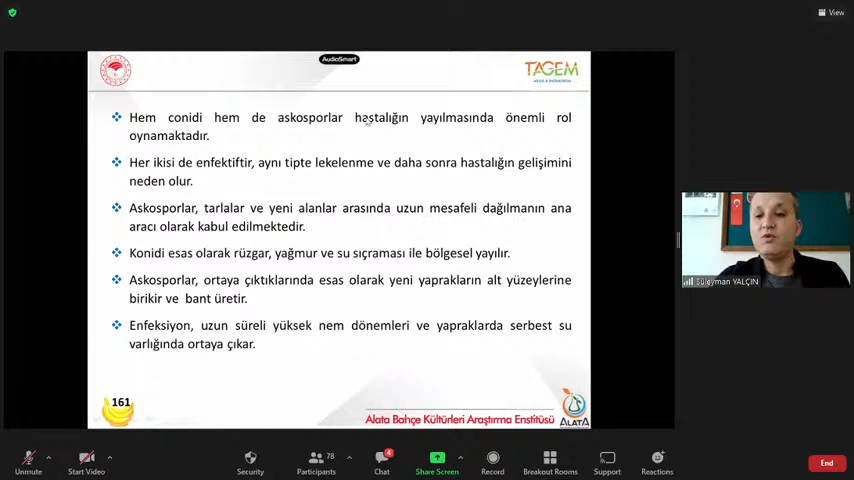 View
AudioSmart
TAGEM
Hem conidi hem de askosporlar hastalığın yayılmasında önemli rol
oynamaktadır.
Her ikisi de enfektiftir, aynı tipte lekelenme ve daha sonra hastalığın gelişimini
neden olur.
Askosporlar, tarlalar ve yeni alanlar arasında uzun mesafeli dağılmanın ana
aracı olarak kabul edilmektedir.
Konidi esas olarak rüzgar, yağmur ve su sıçraması ile bölgesel yayılır.
Askosporlar, ortaya çıktıklarında esas olarak yeni yaprakların alt yüzeylerine
birikir ve bant üretir.
Enfeksiyon, uzun süreli yüksek nem dönemleri ve yapraklarda serbest su
varlığında ortaya çıkar.
161
Alata Bahçe Kültürleri Araştırma Enstitüsü
ALATA
Süleyman YALÇIN
Unmute
Start Video
Security
Participants
78
Chat
4
Share Screen
Record
Breakout Rooms
Support
Reactions
End